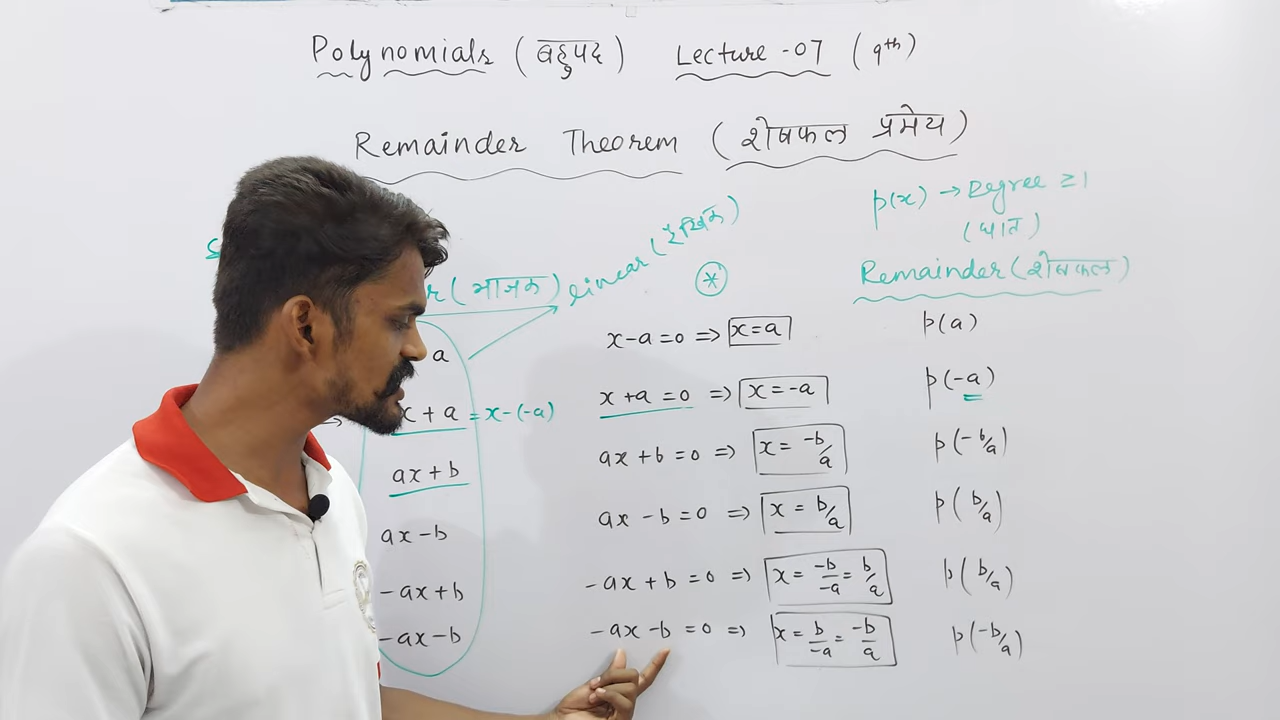 Polynomials (बहुपद) Lecture -07 (9th)
Remainder Theorem (शेषफल प्रमेय)
p(x) → Degree ≥1
(घात)
(भाजक) linear (रैखिक) * Remainder (शेषफल)
a x-a=0 => x=a p(a)
→ x+a = x-(-a) x+a=0 => x=-a p(-a)
ax+b ax+b=0 => x=-b/a p(-b/a)
ax-b ax-b=0 => x=b/a p(b/a)
-ax+b -ax+b=0 => x=-b/-a=b/a p(b/a)
-ax-b -ax-b=0 => x=b/-a=-b/a p(-b/a)